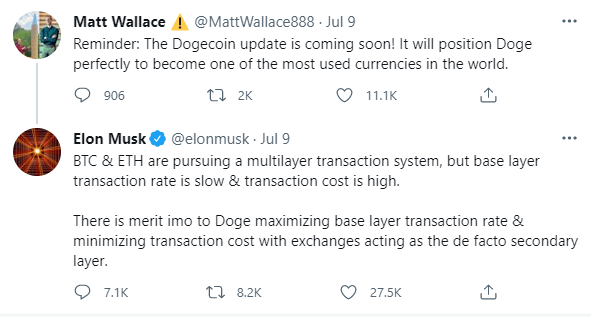 Matt Wallace ⚠️ @MattWallace888 · Jul 9
Reminder: The Dogecoin update is coming soon! It will position Doge
perfectly to become one of the most used currencies in the world.
906 2K 11.1K
Elon Musk @elonmusk · Jul 9
BTC & ETH are pursuing a multilayer transaction system, but base layer
transaction rate is slow & transaction cost is high.
There is merit imo to Doge maximizing base layer transaction rate &
minimizing transaction cost with exchanges acting as the de facto secondary
layer.
7.1K 8.2K 27.5K